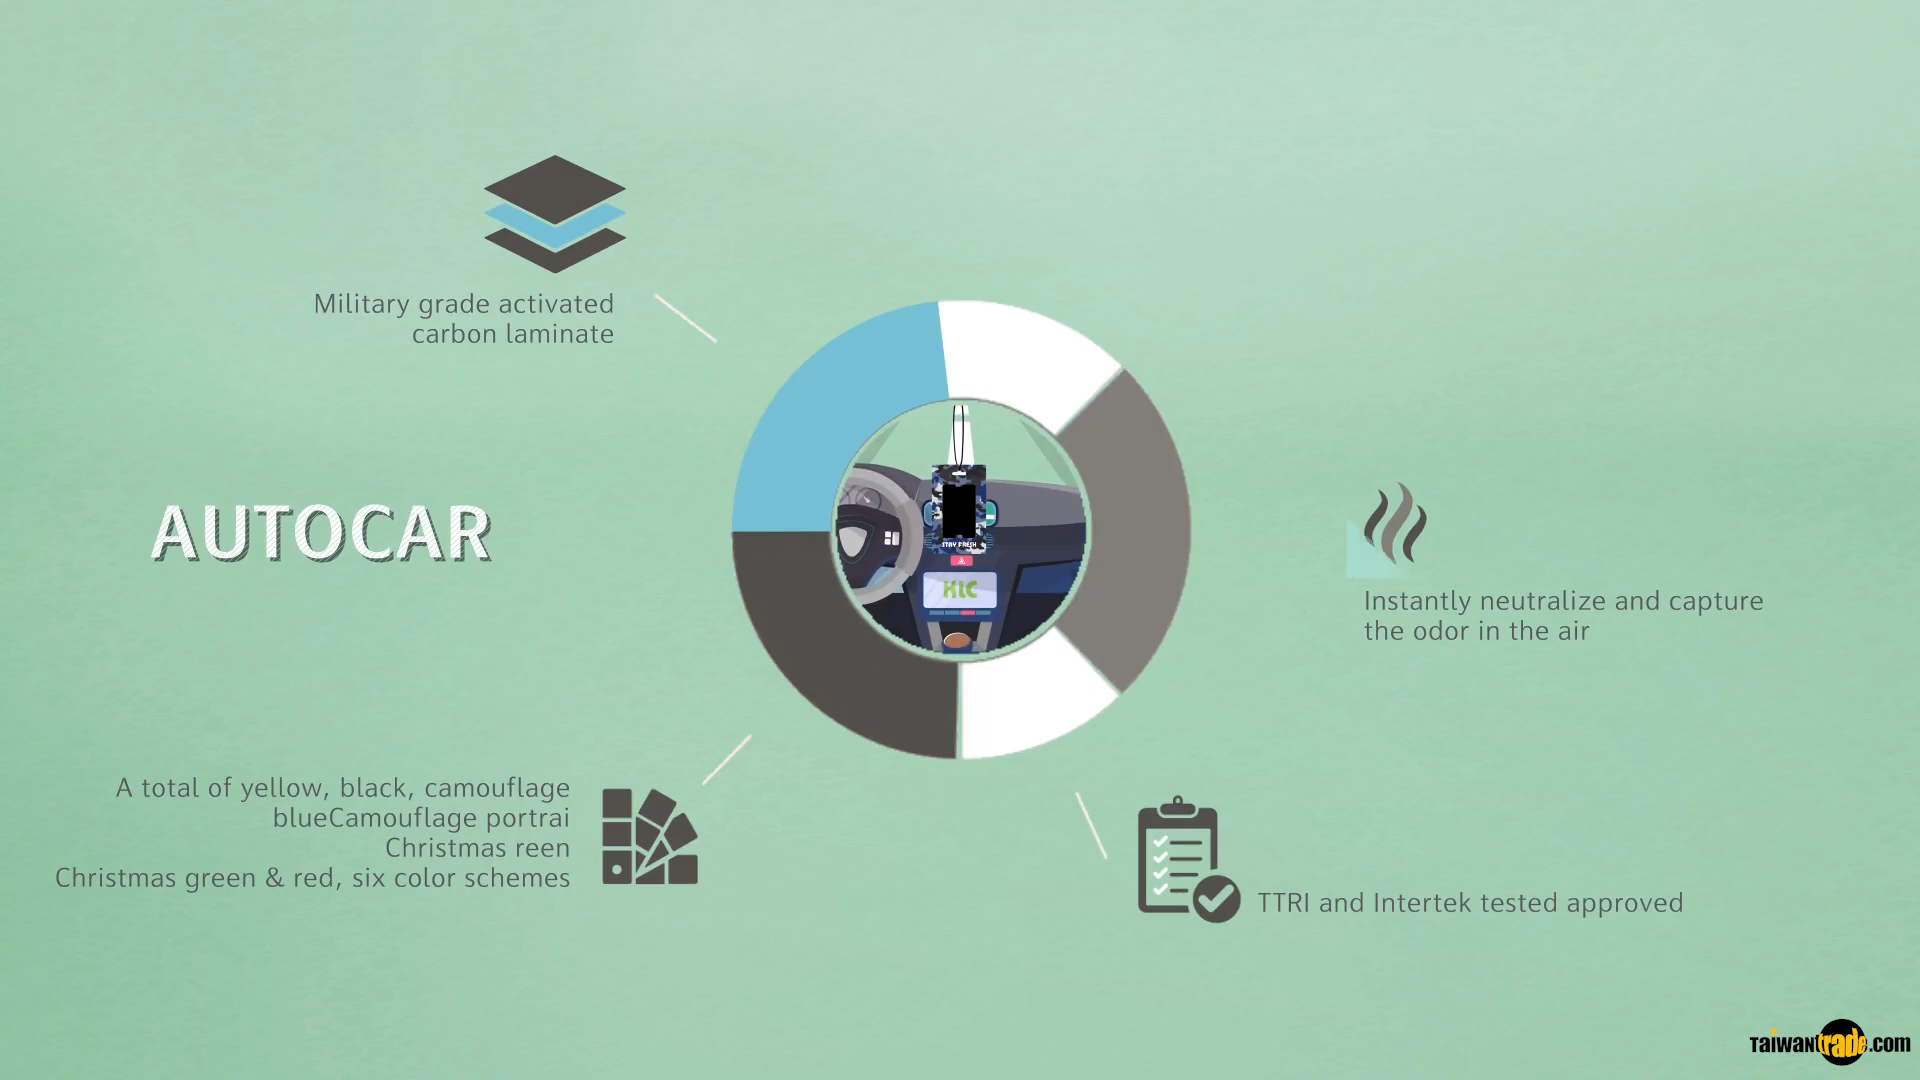 Military grade activated
carbon laminate
AUTOCAR
STAY FRESH
KLC
Instantly neutralize and capture
the odor in the air
A total of yellow, black, camouflage
blueCamouflage portrai
Christmas reen
Christmas green & red, six color schemes
TTRI and Intertek tested approved
Taiwantrade.com